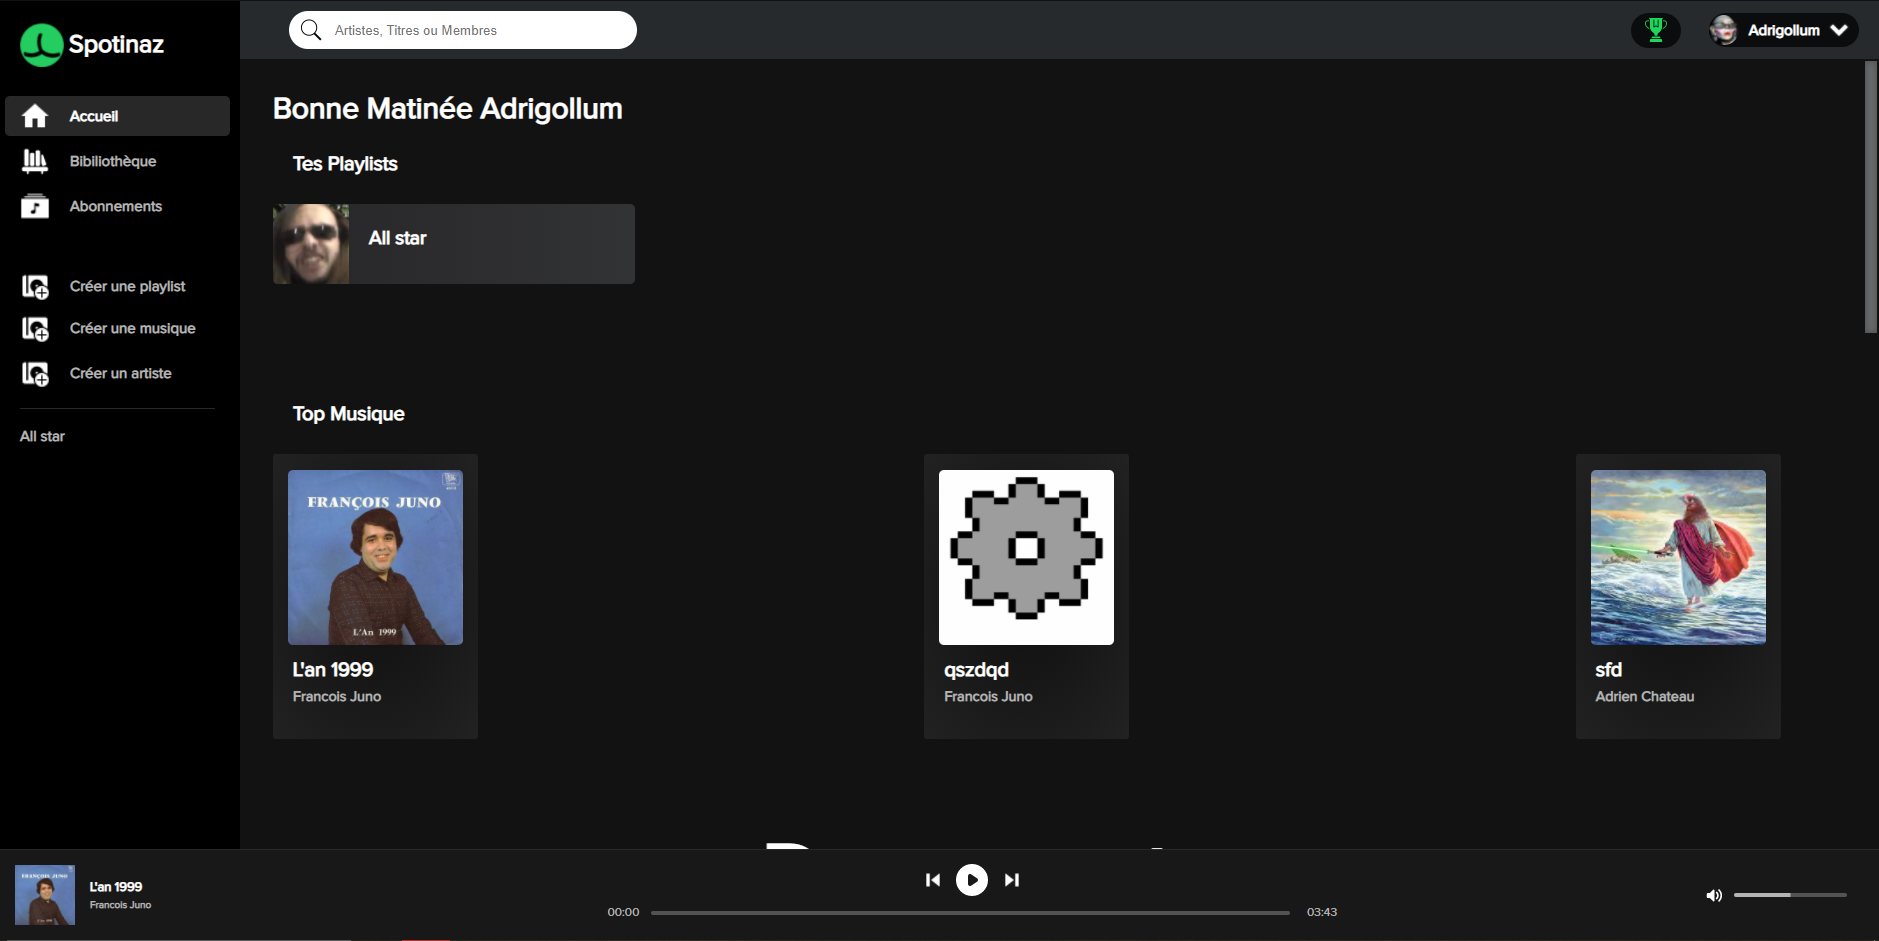 Spotinaz
Artistes, Titres ou Membres
Adrigollum
Accueil
Bibiliothèque
Abonnements
Créer une playlist
Créer une musique
Créer un artiste
All star
Bonne Matinée Adrigollum
Tes Playlists
All star
Top Musique
FRANÇOIS JUNO
L'An 1999
L'an 1999
Francois Juno
qszdqd
Francois Juno
sfd
Adrien Chateau
FRANÇOIS JUNO
L'an 1999
Francois Juno
00:00
03:43